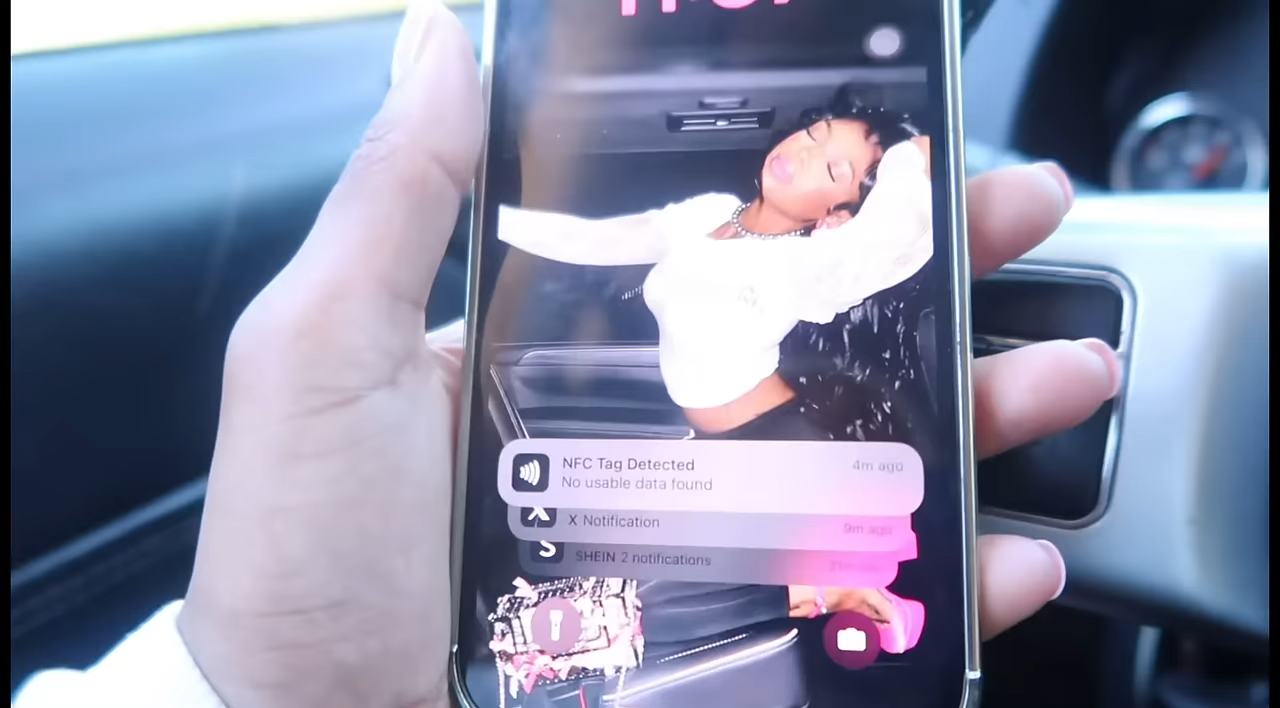 NFC Tag Detected
4m ago
No usable data found
X Notification
9m ago
SHEIN 2 notifications